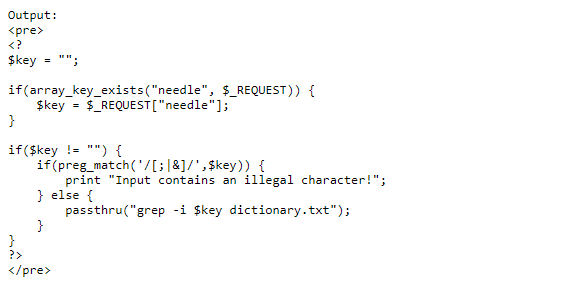 Output:
<pre>
<?
$key = "";

if(array_key_exists("needle", $_REQUEST)) {
    $key = $_REQUEST["needle"];
}

if($key != "") {
    if(preg_match('/[;|&]/',$key)) {
        print "Input contains an illegal character!";
    } else {
        passthru("grep -i $key dictionary.txt");
    }
}
?>
</pre>